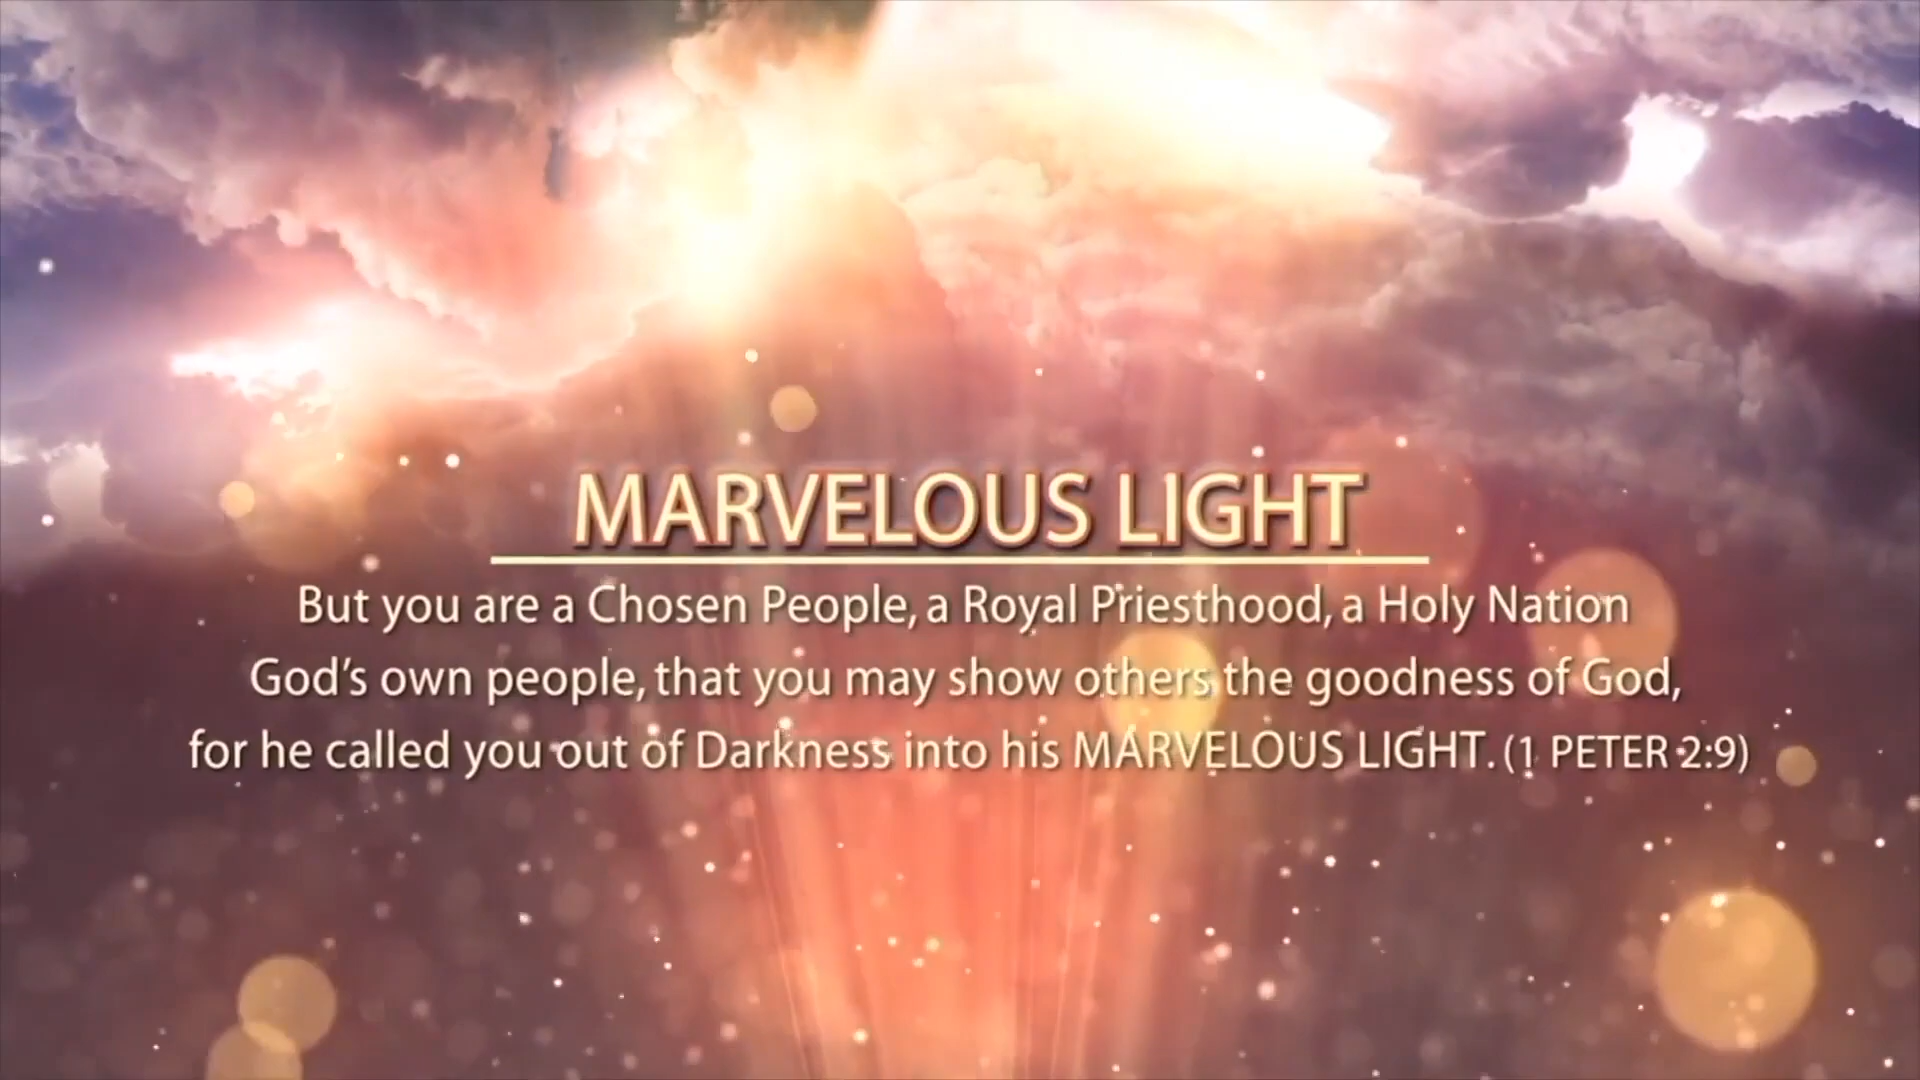 MARVELOUS LIGHT
But you are a Chosen People, a Royal Priesthood, a Holy Nation
God's own people, that you may show others the goodness of God,
for he called you out of Darkness into his MARVELOUS LIGHT. (1 PETER 2:9)